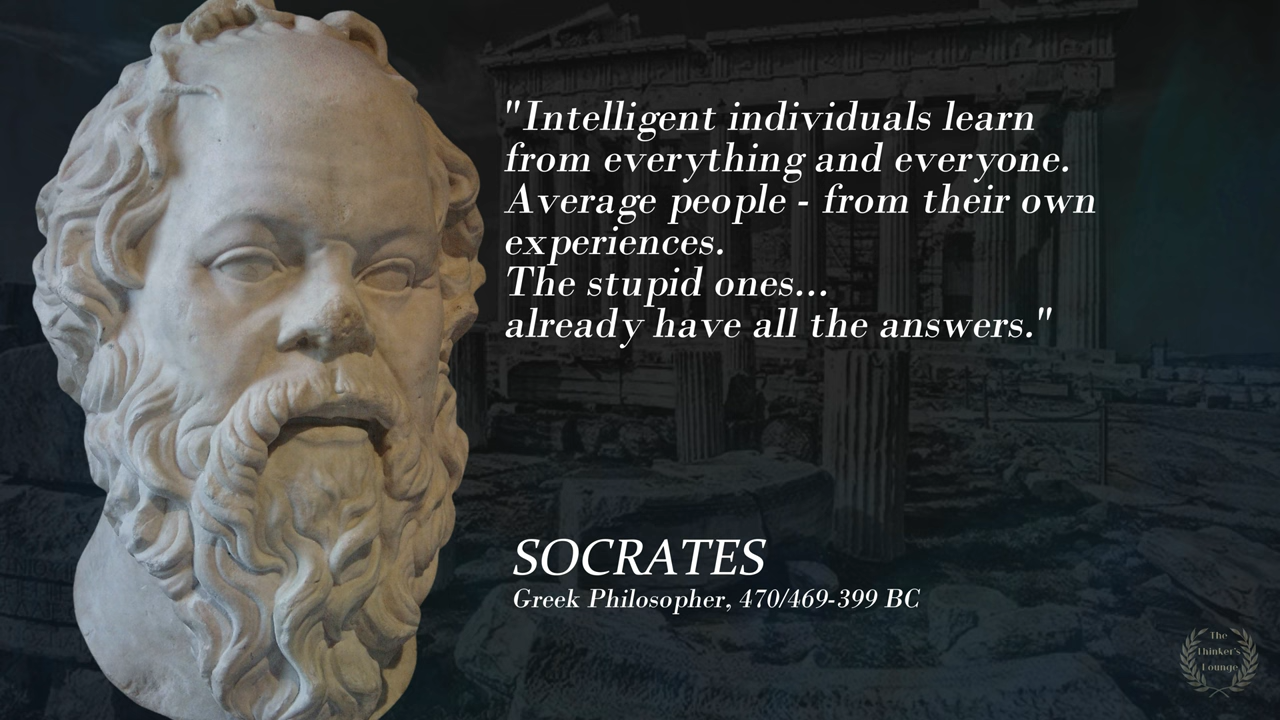 "Intelligent individuals learn
from everything and everyone.
Average people - from their own
experiences.
The stupid ones...
already have all the answers."
SOCRATES
Greek Philosopher, 470/469-399 BC
The
Thinker's
Lounge